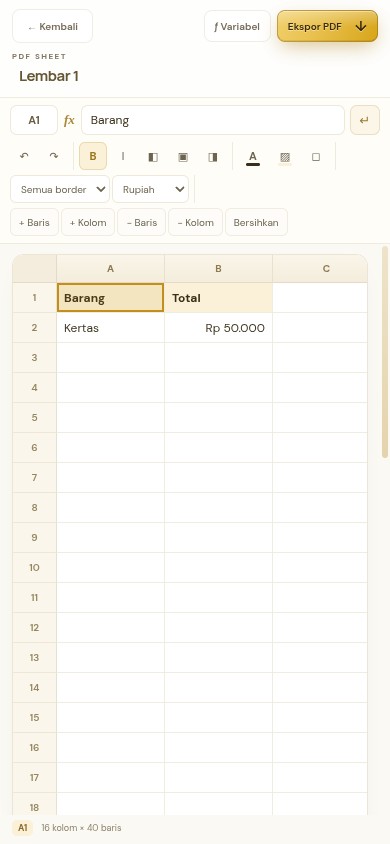 ← Kembali
ƒ Variabel
Ekspor PDF ↓
PDF SHEET
Lembar 1
A1 fx Barang ↵
↶ ↷ B I A
Semua border Rupiah
+ Baris + Kolom − Baris − Kolom Bersihkan
A B C
1 Barang Total
2 Kertas Rp 50.000
3
4
5
6
7
8
9
10
11
12
13
14
15
16
17
18
A1 16 kolom × 40 baris